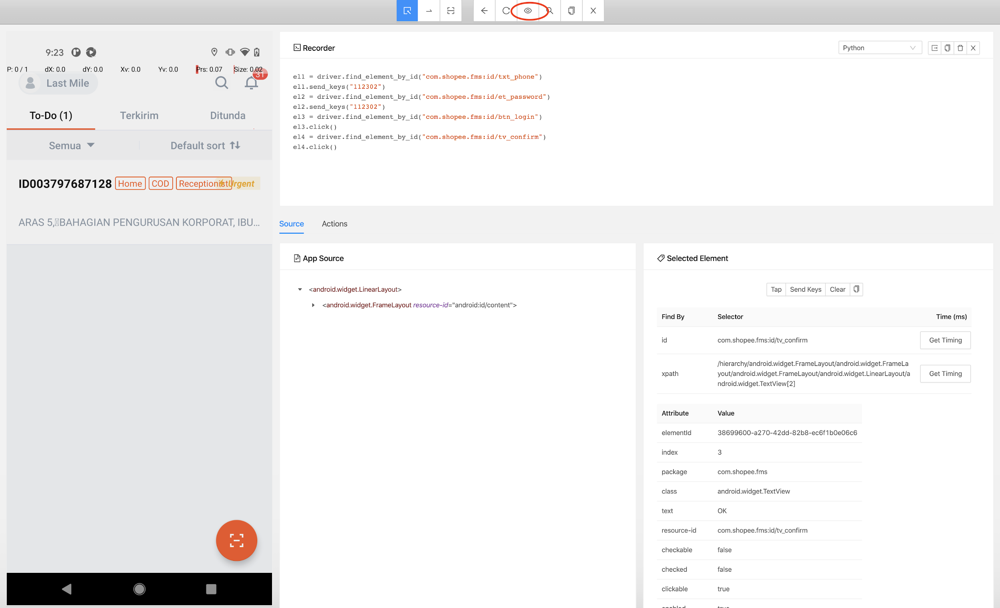 9:23
P: 0 / 1 dX: 0.0 dY: 0.0 Xv: 0.0 Yv: 0.0 Prs: 0.07 Size: 0.02
Last Mile
31
To-Do (1) Terkirim Ditunda
Semua Default sort
ID003797687128 Home COD Receptionist Urgent
ARAS 5,▯BAHAGIAN PENGURUSAN KORPORAT, IBU...
Recorder
Python
el1 = driver.find_element_by_id("com.shopee.fms:id/txt_phone")
el1.send_keys("112302")
el2 = driver.find_element_by_id("com.shopee.fms:id/et_password")
el2.send_keys("112302")
el3 = driver.find_element_by_id("com.shopee.fms:id/btn_login")
el3.click()
el4 = driver.find_element_by_id("com.shopee.fms:id/tv_confirm")
el4.click()
Source Actions
App Source
<android.widget.LinearLayout>
<android.widget.FrameLayout resource-id="android:id/content">
Selected Element
Tap Send Keys Clear
Find By Selector Time (ms)
id com.shopee.fms:id/tv_confirm Get Timing
xpath /hierarchy/android.widget.FrameLayout/android.widget.FrameLa
yout/android.widget.FrameLayout/android.widget.LinearLayout/a
ndroid.widget.TextView[2] Get Timing
Attribute Value
elementId 38699600-a270-42dd-82b8-ec6f1b0e06c6
index 3
package com.shopee.fms
class android.widget.TextView
text OK
resource-id com.shopee.fms:id/tv_confirm
checkable false
checked false
clickable true